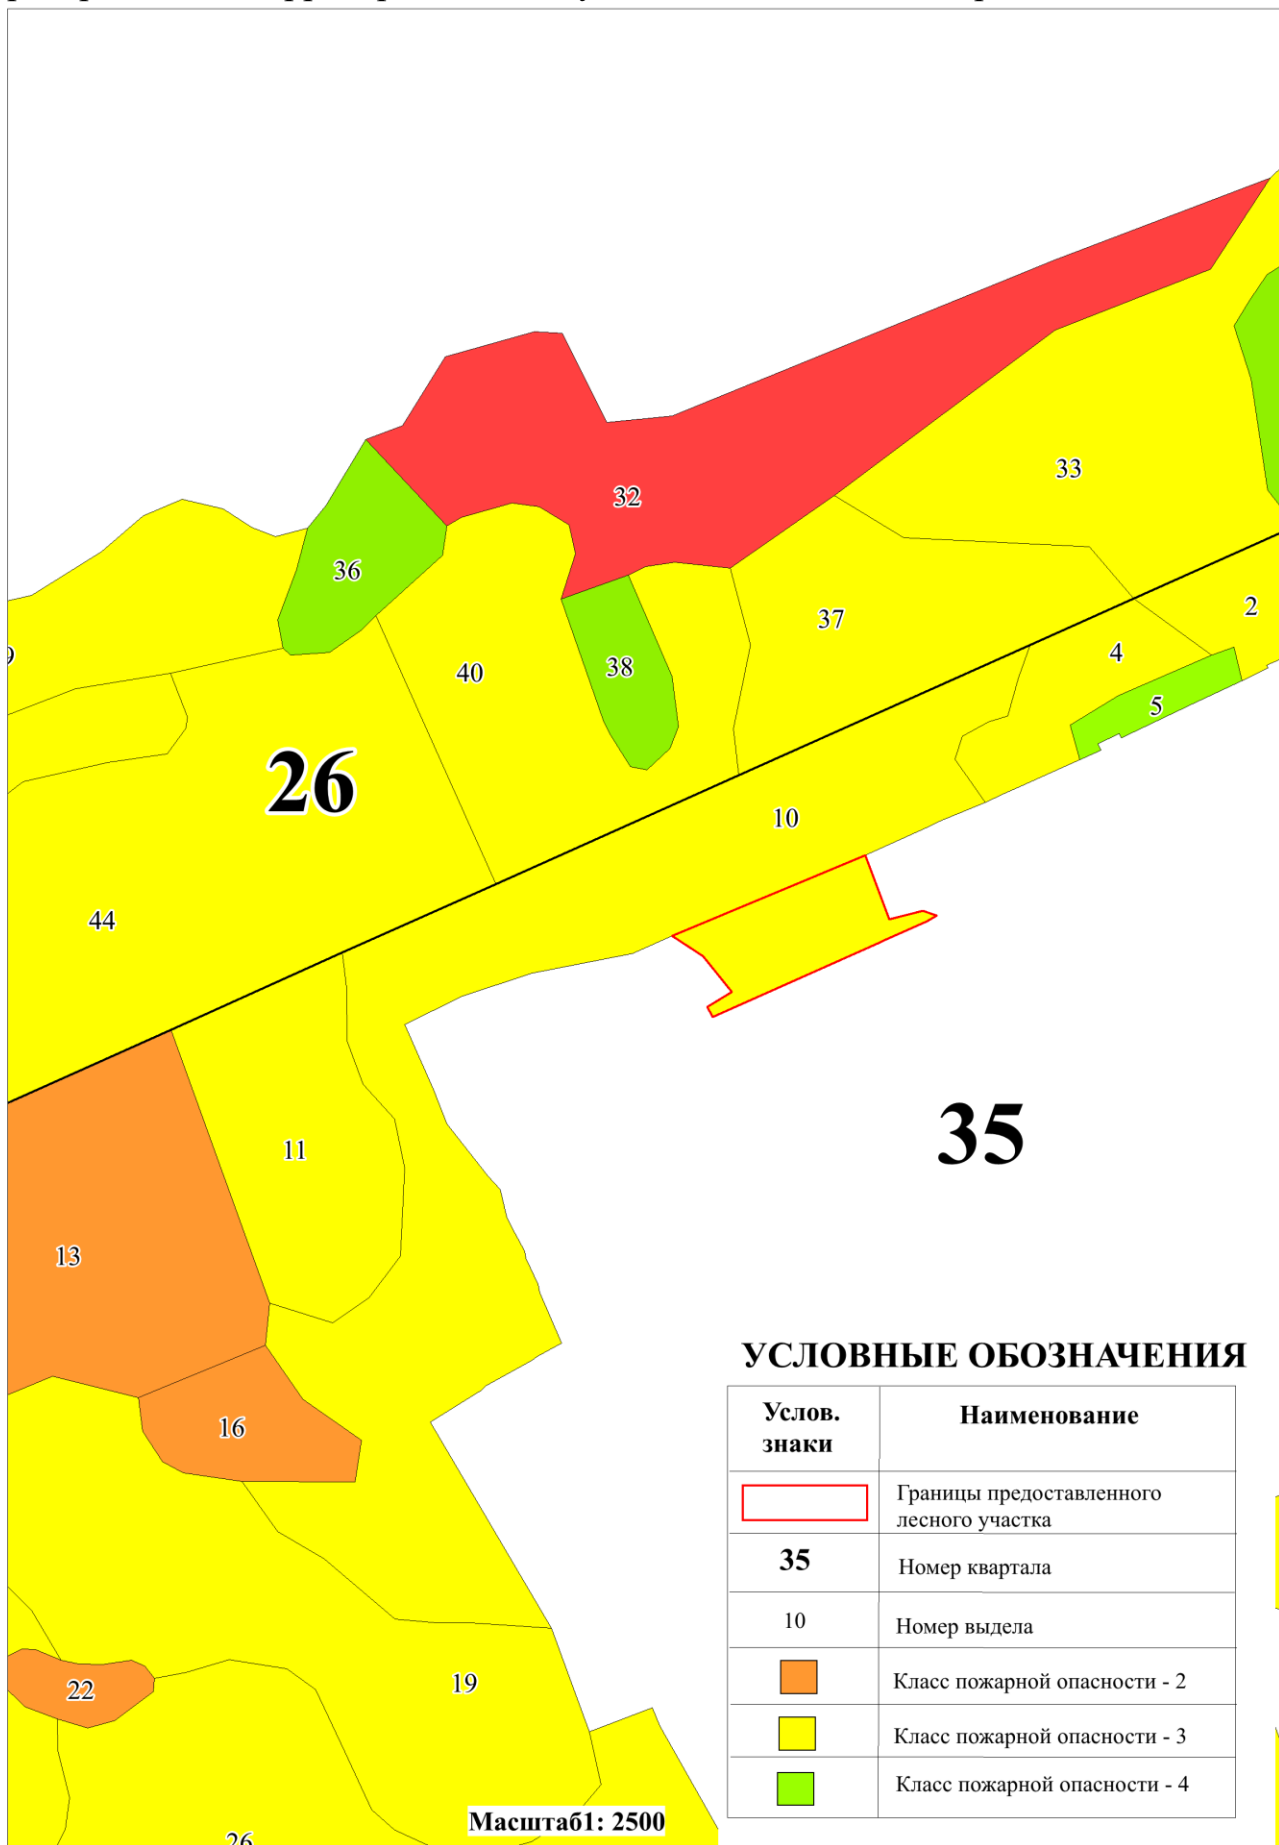 33
32
36
2
37
4
9
38
40
5
26
10
44
35
11
13
УСЛОВНЫЕ ОБОЗНАЧЕНИЯ
Услов. знаки
Наименование
16
Границы предоставленного
лесного участка
35 Номер квартала
10 Номер выдела
22
19
Класс пожарной опасности - 2
Класс пожарной опасности - 3
Класс пожарной опасности - 4
Масштаб1: 2500
26